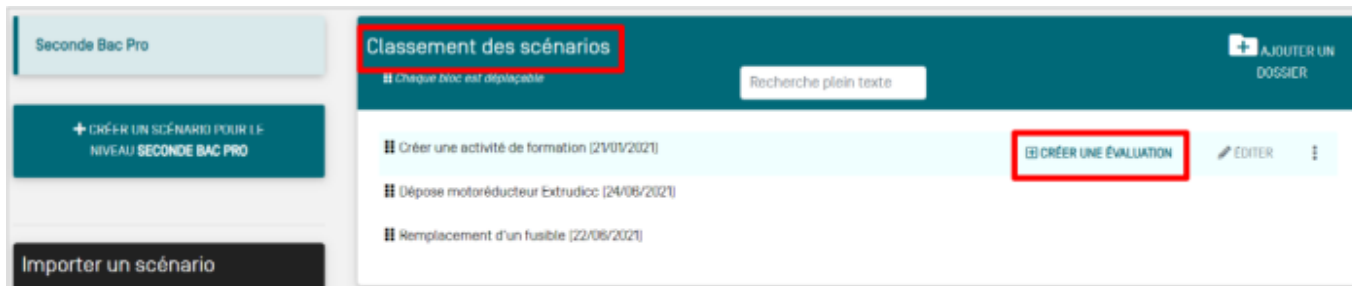 Seconde Bac Pro
+ CRÉER UN SCÉNARIO POUR LE
NIVEAU SECONDE BAC PRO
Importer un scénario
Classement des scénarios
Chaque bloc est déplaçable
Recherche plein texte
+ AJOUTER UN
DOSSIER
Créer une activité de formation (21/01/2021)
CRÉER UNE ÉVALUATION
ÉDITER
Dépose motoréducteur Extrudicc (24/06/2021)
Remplacement d'un fusible (22/06/2021)